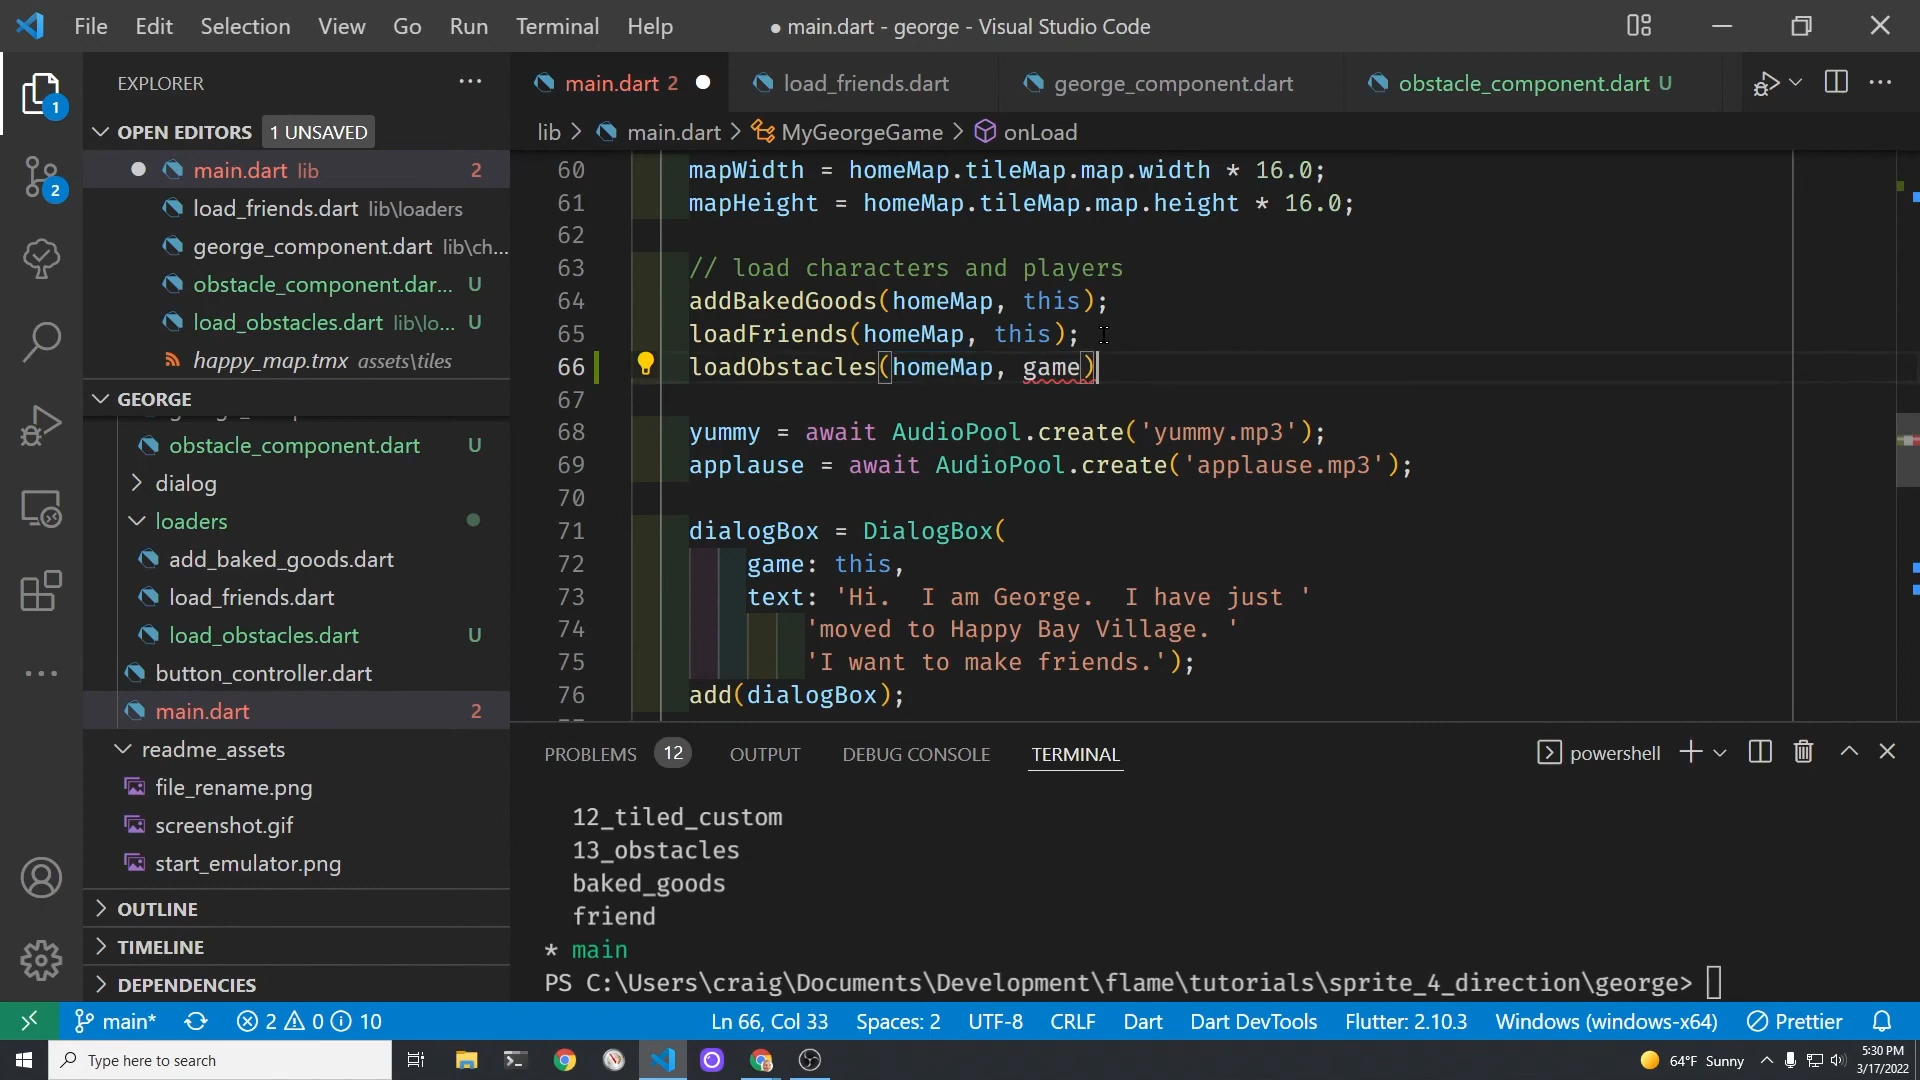 File Edit Selection View Go Run Terminal Help
● main.dart - george - Visual Studio Code
EXPLORER
OPEN EDITORS 1 UNSAVED
main.dart lib 2
load_friends.dart lib\loaders
george_component.dart lib\ch...
obstacle_component.dar... U
load_obstacles.dart lib\lo... U
happy_map.tmx assets\tiles
GEORGE
obstacle_component.dart U
dialog
loaders
add_baked_goods.dart
load_friends.dart
load_obstacles.dart U
button_controller.dart
main.dart 2
readme_assets
file_rename.png
screenshot.gif
start_emulator.png
OUTLINE
TIMELINE
DEPENDENCIES
1
2
main.dart 2 load_friends.dart george_component.dart obstacle_component.dart U
lib > main.dart > MyGeorgeGame > onLoad
60 mapWidth = homeMap.tileMap.map.width * 16.0;
61 mapHeight = homeMap.tileMap.map.height * 16.0;
62
63 // load characters and players
64 addBakedGoods(homeMap, this);
65 loadFriends(homeMap, this);
66 loadObstacles(homeMap, game)
67
68 yummy = await AudioPool.create('yummy.mp3');
69 applause = await AudioPool.create('applause.mp3');
70
71 dialogBox = DialogBox(
72 game: this,
73 text: 'Hi.  I am George.  I have just '
74 'moved to Happy Bay Village. '
75 'I want to make friends.');
76 add(dialogBox);
PROBLEMS 12 OUTPUT DEBUG CONSOLE TERMINAL
powershell
12_tiled_custom
13_obstacles
baked_goods
friend
* main
PS C:\Users\craig\Documents\Development\flame\tutorials\sprite_4_direction\george>
main* 2 0 10
Ln 66, Col 33 Spaces: 2 UTF-8 CRLF Dart Dart DevTools Flutter: 2.10.3 Windows (windows-x64) Prettier
Type here to search
64°F Sunny
5:30 PM
3/17/2022